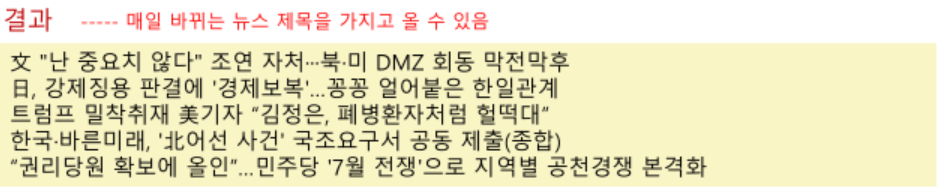 결과 ----- 매일 바뀌는 뉴스 제목을 가지고 올 수 있음
文 "난 중요치 않다" 조연 자처…북·미 DMZ 회동 막전막후
日, 강제징용 판결에 '경제보복'…꽁꽁 얼어붙은 한일관계
트럼프 밀착취재 美기자 “김정은, 폐병환자처럼 헐떡대”
한국·바른미래, '北어선 사건' 국조요구서 공동 제출(종합)
“권리당원 확보에 올인”…민주당 '7월 전쟁'으로 지역별 공천경쟁 본격화